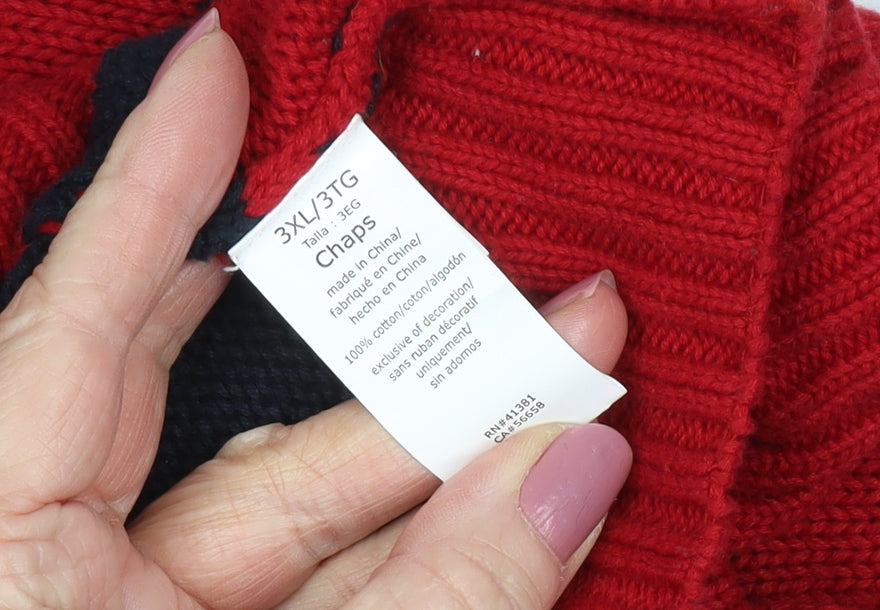 3XL/3TG
Talla : 3EG
Chaps
made in China/
fabriqué en Chine/
hecho en China
100% cotton/coton/algodón
exclusive of decoration/
sans ruban décoratif
uniquement/
sin adornos
RN#41381
CA#56658